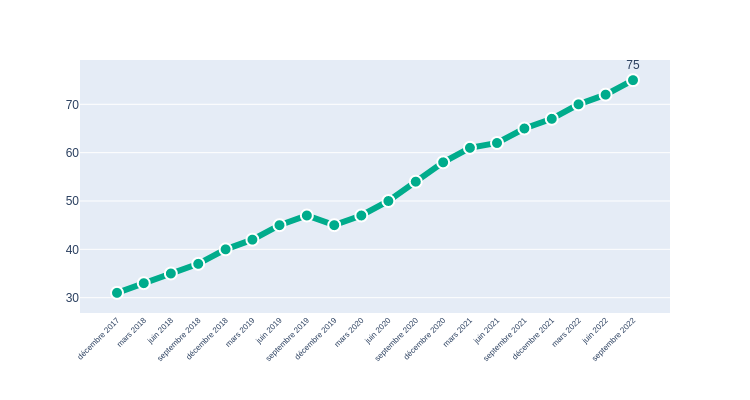 75
70
60
50
40
30
décembre 2017
mars 2018
juin 2018
septembre 2018
décembre 2018
mars 2019
juin 2019
septembre 2019
décembre 2019
mars 2020
juin 2020
septembre 2020
décembre 2020
mars 2021
juin 2021
septembre 2021
décembre 2021
mars 2022
juin 2022
septembre 2022